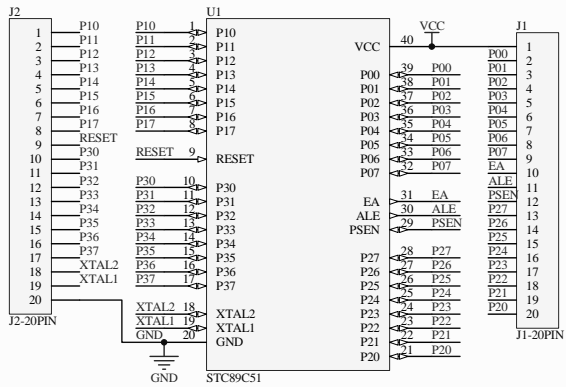 J2
P10 1
P11 2
P12 3
P13 4
P14 5
P15 6
P16 7
P17 8
RESET 9
P30 10
P31 11
P32 12
P33 13
P34 14
P35 15
P36 16
P37 17
XTAL2 18
XTAL1 19
20
J2-20PIN
U1
P10 1 P10
P11 2 P11
P12 3 P12
P13 4 P13
P14 5 P14
P15 6 P15
P16 7 P16
P17 8 P17
RESET 9 RESET
P30 10 P30
P31 11 P31
P32 12 P32
P33 13 P33
P34 14 P34
P35 15 P35
P36 16 P36
P37 17 P37
XTAL2 18 XTAL2
XTAL1 19 XTAL1
GND 20 GND
GND
VCC 40 VCC
P00 39 P00
P01 38 P01
P02 37 P02
P03 36 P03
P04 35 P04
P05 34 P05
P06 33 P06
P07 32 P07
EA 31 EA
ALE 30 ALE
PSEN 29 PSEN
P27 28 P27
P26 27 P26
P25 26 P25
P24 25 P24
P23 24 P23
P22 23 P22
P21 22 P21
P20 21 P20
STC89C51
J1
1
P00 2
P01 3
P02 4
P03 5
P04 6
P05 7
P06 8
P07 9
EA 10
ALE 11
PSEN 12
P27 13
P26 14
P25 15
P24 16
P23 17
P22 18
P21 19
P20 20
J1-20PIN